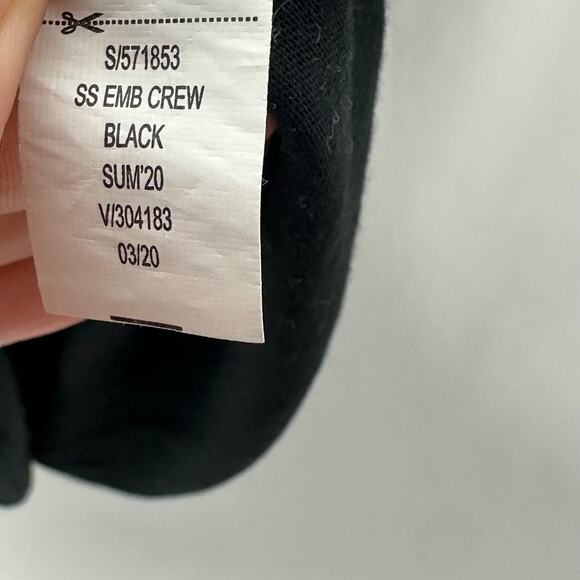 S/571853
SS EMB CREW
BLACK
SUM'20
V/304183
03/20